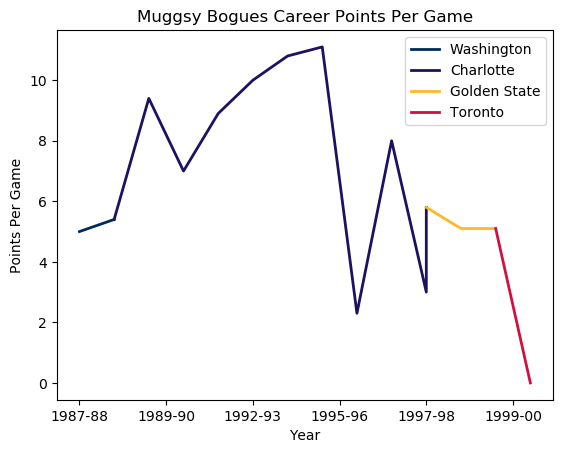 Muggsy Bogues Career Points Per Game
Washington
Charlotte
Golden State
Toronto
10
8
6
4
2
0
Points Per Game
1987-88 1989-90 1992-93 1995-96 1997-98 1999-00
Year